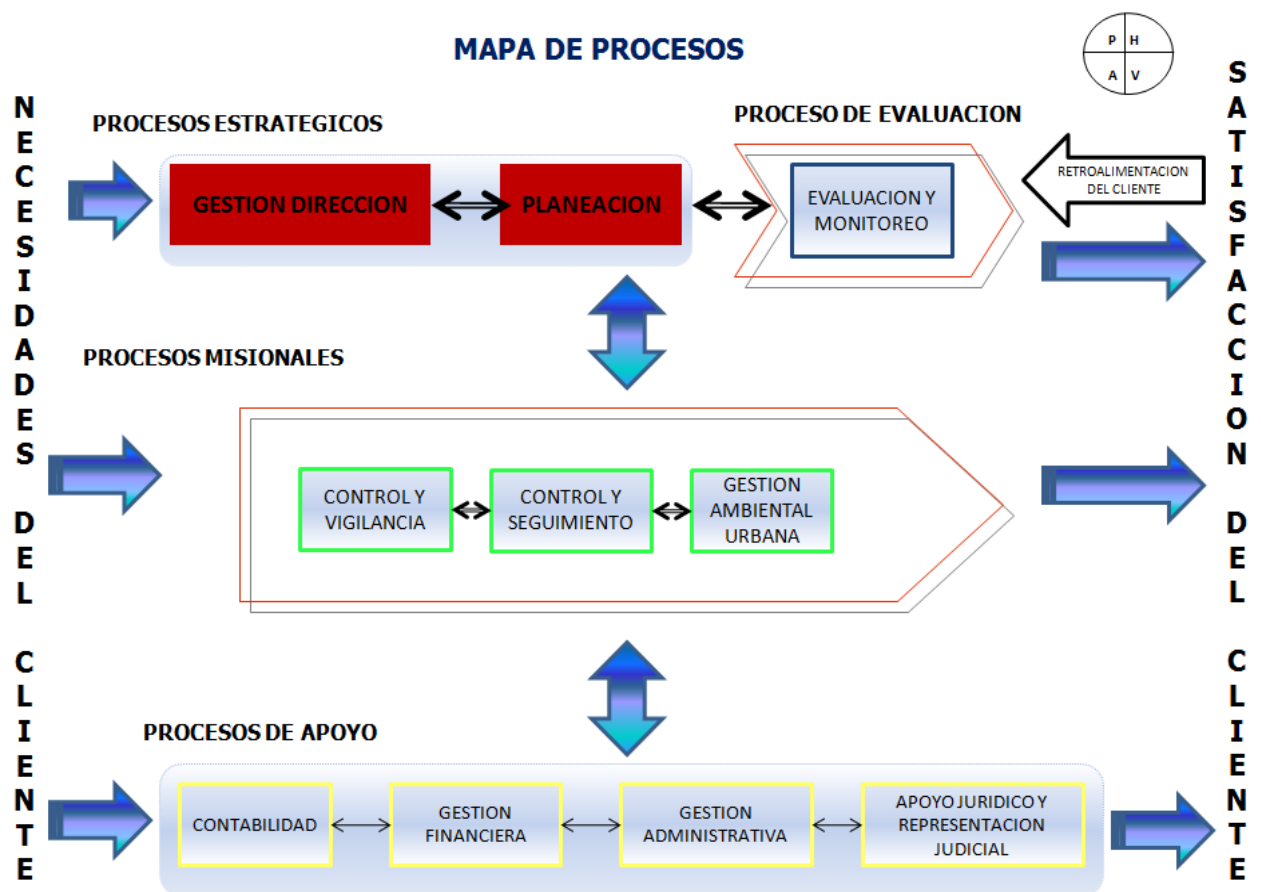 MAPA DE PROCESOS
P H
A V
NECESIDADES DEL CLIENTE
SATISFACCION DEL CLIENTE
PROCESOS ESTRATEGICOS
GESTION DIRECCION
PLANEACION
PROCESO DE EVALUACION
EVALUACION Y
MONITOREO
RETROALIMENTACION
DEL CLIENTE
PROCESOS MISIONALES
CONTROL Y
VIGILANCIA
CONTROL Y
SEGUIMIENTO
GESTION
AMBIENTAL
URBANA
PROCESOS DE APOYO
CONTABILIDAD
GESTION
FINANCIERA
GESTION
ADMINISTRATIVA
APOYO JURIDICO Y
REPRESENTACION
JUDICIAL